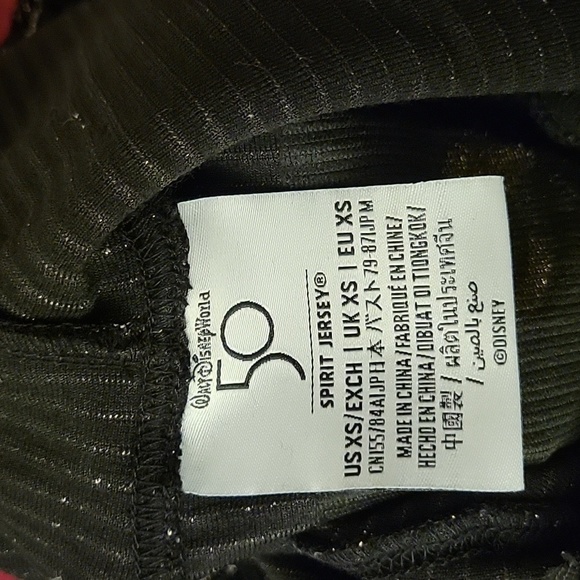 Walt Disney World
50
SPIRIT JERSEY®
US XS/EXCH | UK XS | EU XS
CN155/84A|JP日本 バスト79-87|JP M
MADE IN CHINA/FABRIQUÉ EN CHINE/
HECHO EN CHINA/DIBUAT DI TIONGKOK/
中國製 / ผลิตในประเทศจีน
/ صنع بالصين
©DISNEY